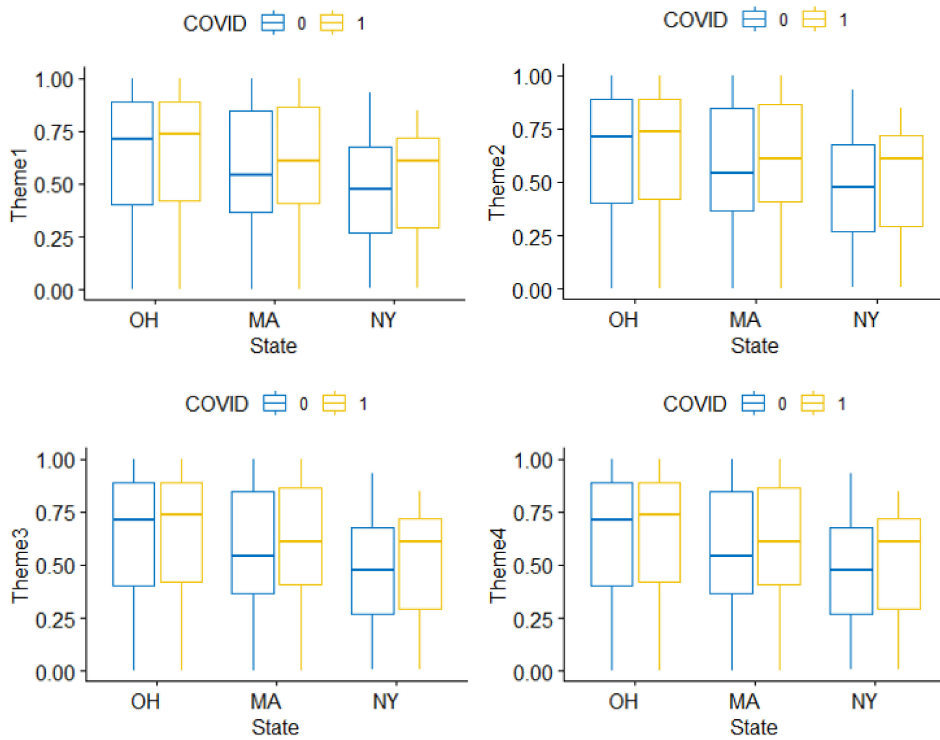 COVID 0 1
Theme1
1.00
0.75
0.50
0.25
0.00
OH MA NY
State
COVID 0 1
Theme2
1.00
0.75
0.50
0.25
0.00
OH MA NY
State
COVID 0 1
Theme3
1.00
0.75
0.50
0.25
0.00
OH MA NY
State
COVID 0 1
Theme4
1.00
0.75
0.50
0.25
0.00
OH MA NY
State